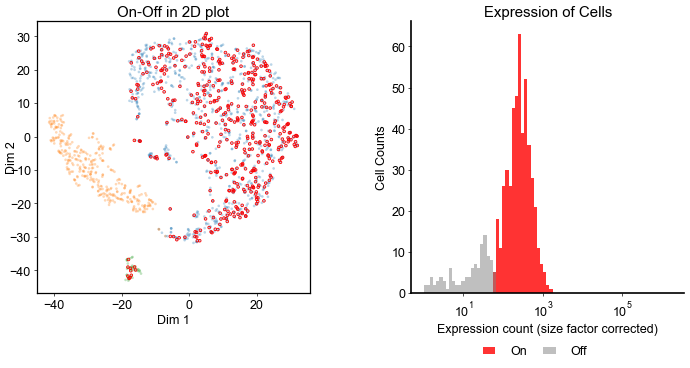 On-Off in 2D plot
30
20
10
0
−10
−20
−30
−40
Dim 2
−40
−20
0
20
Dim 1
Expression of Cells
60
50
40
30
20
10
0
Cell Counts
10^1
10^3
10^5
Expression count (size factor corrected)
On
Off